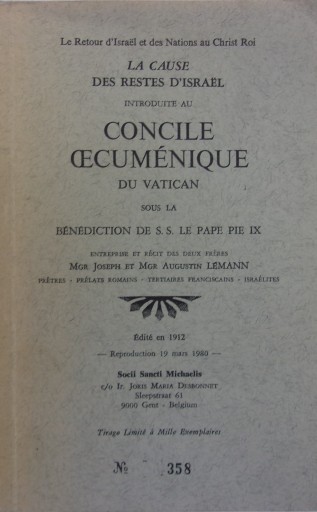 Le Retour d'Israël et des Nations au Christ Roi
LA CAUSE
DES RESTES D'ISRAËL
INTRODUITE AU
CONCILE
ŒCUMÉNIQUE
DU VATICAN
SOUS LA
BÉNÉDICTION DE S. S. LE PAPE PIE IX
ENTREPRISE ET RÉCIT DES DEUX FRÈRES
MGR JOSEPH ET MGR AUGUSTIN LÉMANN
PRÊTRES - PRÉLATS ROMAINS - TERTIAIRES FRANCISCAINS - ISRAÉLITES
Édité en 1912
— Reproduction 19 mars 1980 —
Socii Sancti Michaelis
c/o Ir. JORIS MARIA DERBONNET
Sleepstraat 61
9000 Gent - Belgium
Tirage Limité à Mille Exemplaires
№ 358